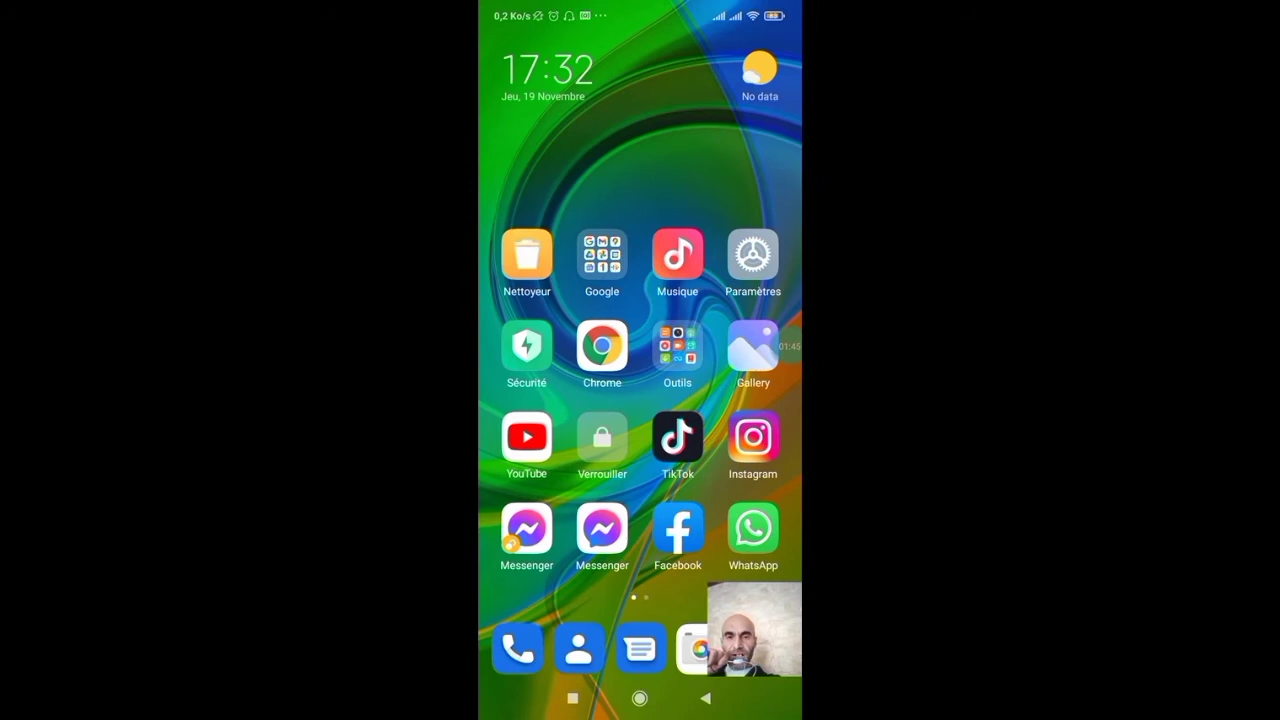 0,2 Ko/s
17:32
Jeu, 19 Novembre
No data
Nettoyeur
Google
Musique
Paramètres
Sécurité
Chrome
Outils
Gallery
01:45
YouTube
Verrouiller
TikTok
Instagram
Messenger
Messenger
Facebook
WhatsApp